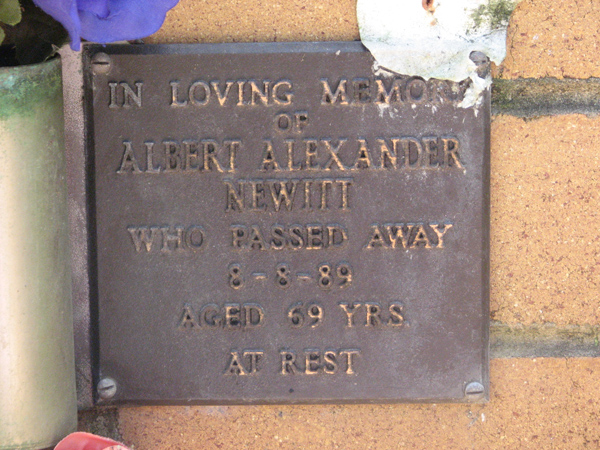 IN LOVING MEMORY
OF
ALBERT ALEXANDER
NEWITT
WHO PASSED AWAY
8-8-89
AGED 69 YRS.
AT REST